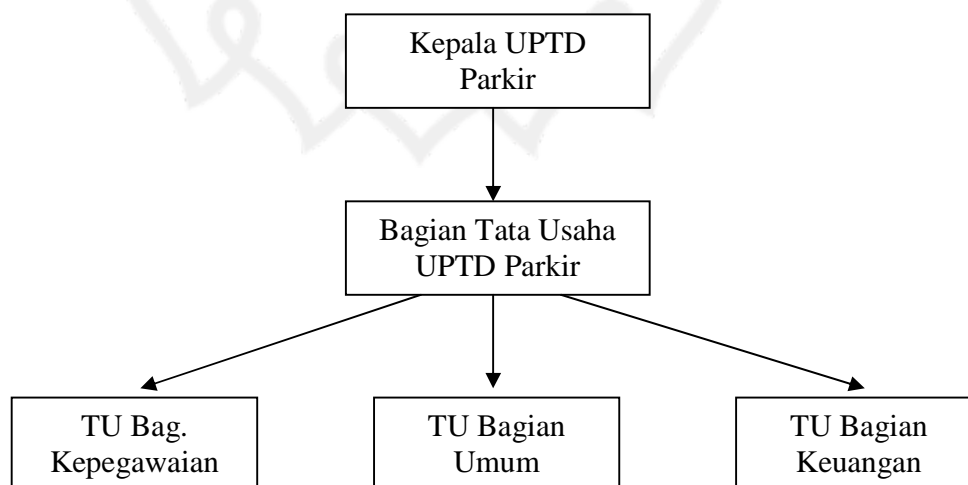 Kepala UPTD
Parkir
Bagian Tata Usaha
UPTD Parkir
TU Bag.
Kepegawaian
TU Bagian
Umum
TU Bagian
Keuangan